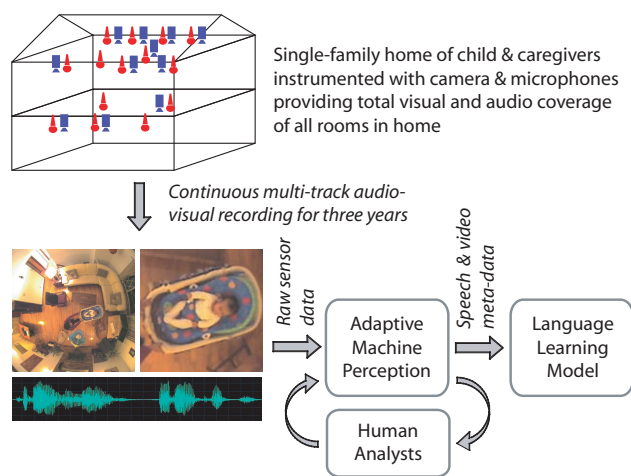 Single-family home of child & caregivers
instrumented with camera & microphones
providing total visual and audio coverage
of all rooms in home
Continuous multi-track audio-
visual recording for three years
Raw sensor
data
Speech & video
meta-data
Adaptive
Machine
Perception
Language
Learning
Model
Human
Analysts